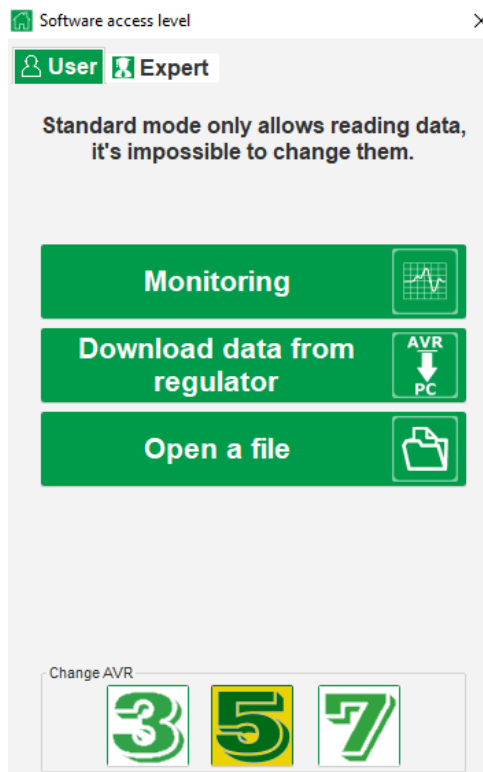 Software access level
User Expert
Standard mode only allows reading data,
it's impossible to change them.
Monitoring
Download data from
regulator
AVR
PC
Open a file
Change AVR
3 5 7